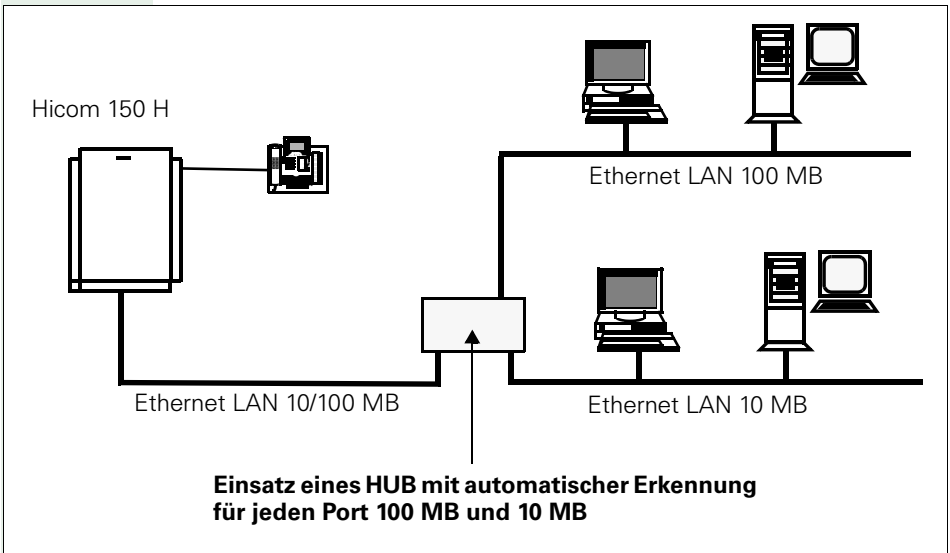 Hicom 150 H
Ethernet LAN 100 MB
Ethernet LAN 10/100 MB
Ethernet LAN 10 MB
Einsatz eines HUB mit automatischer Erkennung
für jeden Port 100 MB und 10 MB